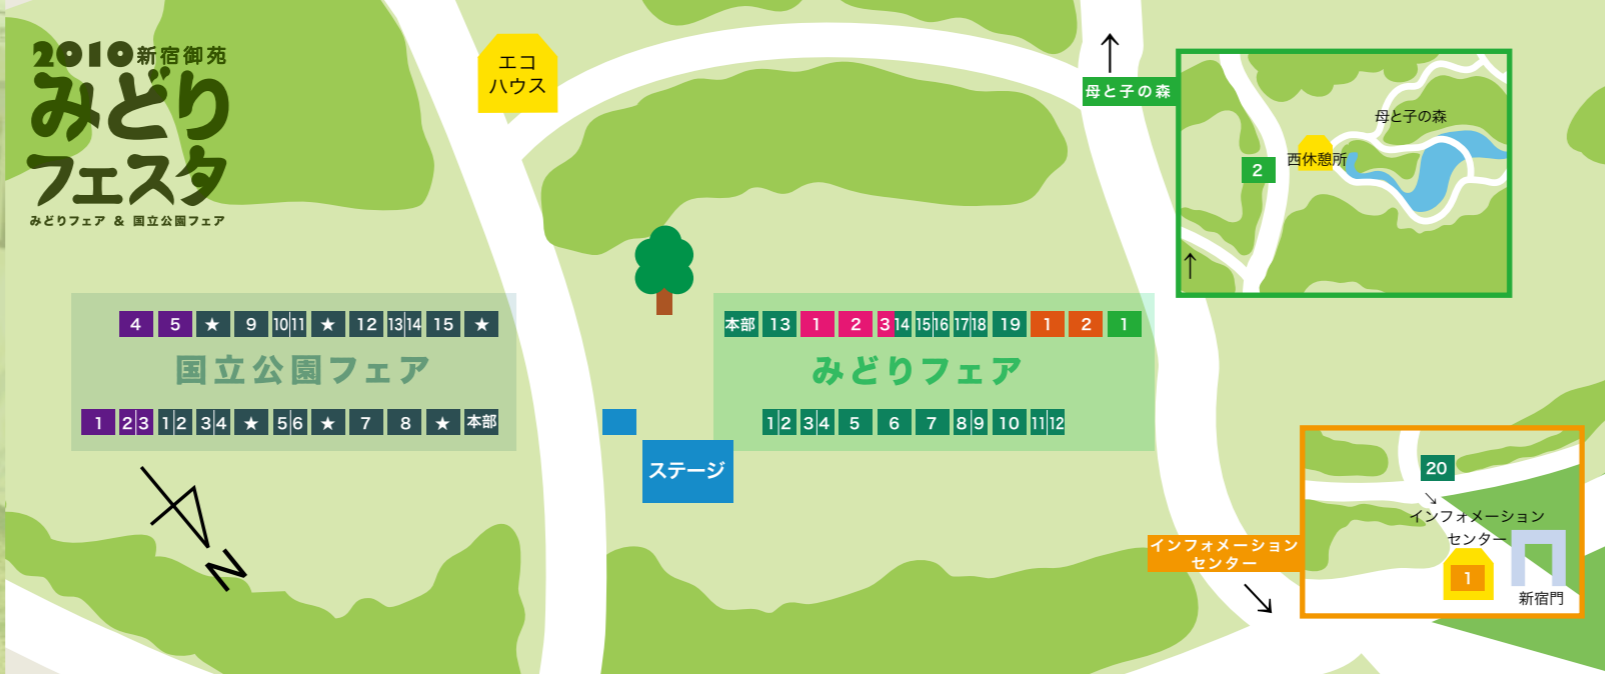 2010新宿御苑
みどり
フェスタ
みどりフェア & 国立公園フェア
エコ
ハウス
母と子の森
母と子の森
西休憩所
2
4 5 ★ 9 10 11 ★ 12 13 14 15 ★
国立公園フェア
1 2 3 1 2 3 4 ★ 5 6 ★ 7 8 ★ 本部
本部 13 1 2 3 14 15 16 17 18 19 1 2 1
みどりフェア
1 2 3 4 5 6 7 8 9 10 11 12
ステージ
N
インフォメーション
センター
20
インフォメーション
センター
1
新宿門